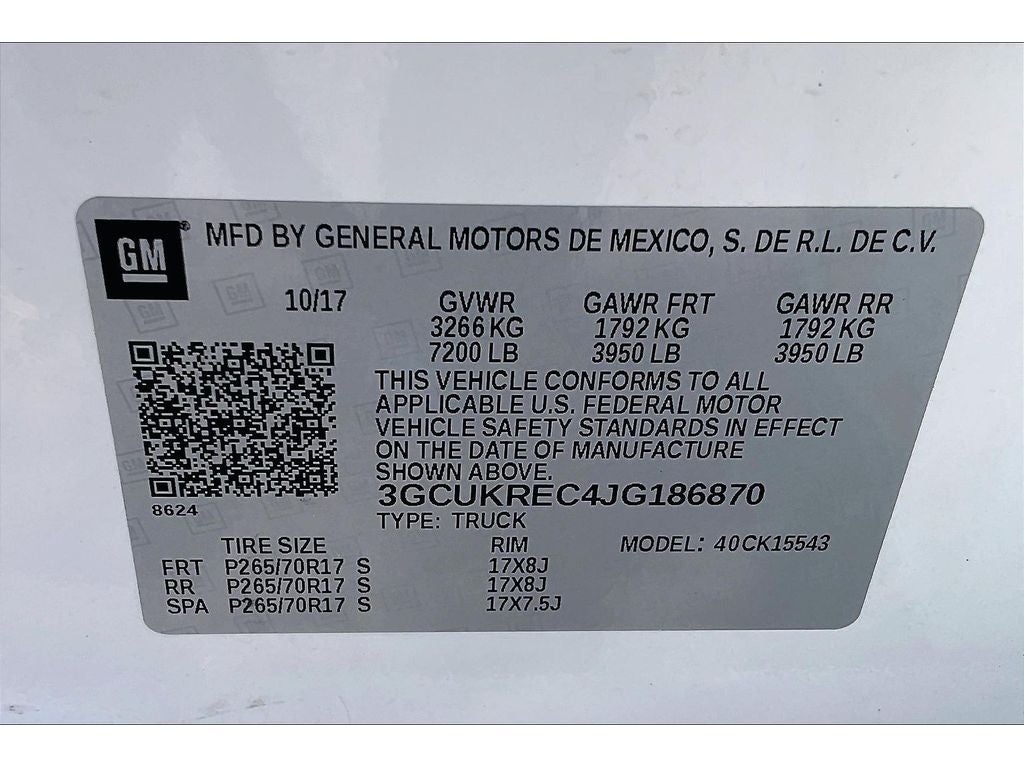 GM® MFD BY GENERAL MOTORS DE MEXICO, S. DE R.L. DE C.V.
10/17 GVWR GAWR FRT GAWR RR
3266 KG 1792 KG 1792 KG
7200 LB 3950 LB 3950 LB
THIS VEHICLE CONFORMS TO ALL
APPLICABLE U.S. FEDERAL MOTOR
VEHICLE SAFETY STANDARDS IN EFFECT
ON THE DATE OF MANUFACTURE
SHOWN ABOVE.
3GCUKREC4JG186870
8624
TYPE: TRUCK
TIRE SIZE RIM MODEL: 40CK15543
FRT P265/70R17 S 17X8J
RR P265/70R17 S 17X8J
SPA P265/70R17 S 17X7.5J